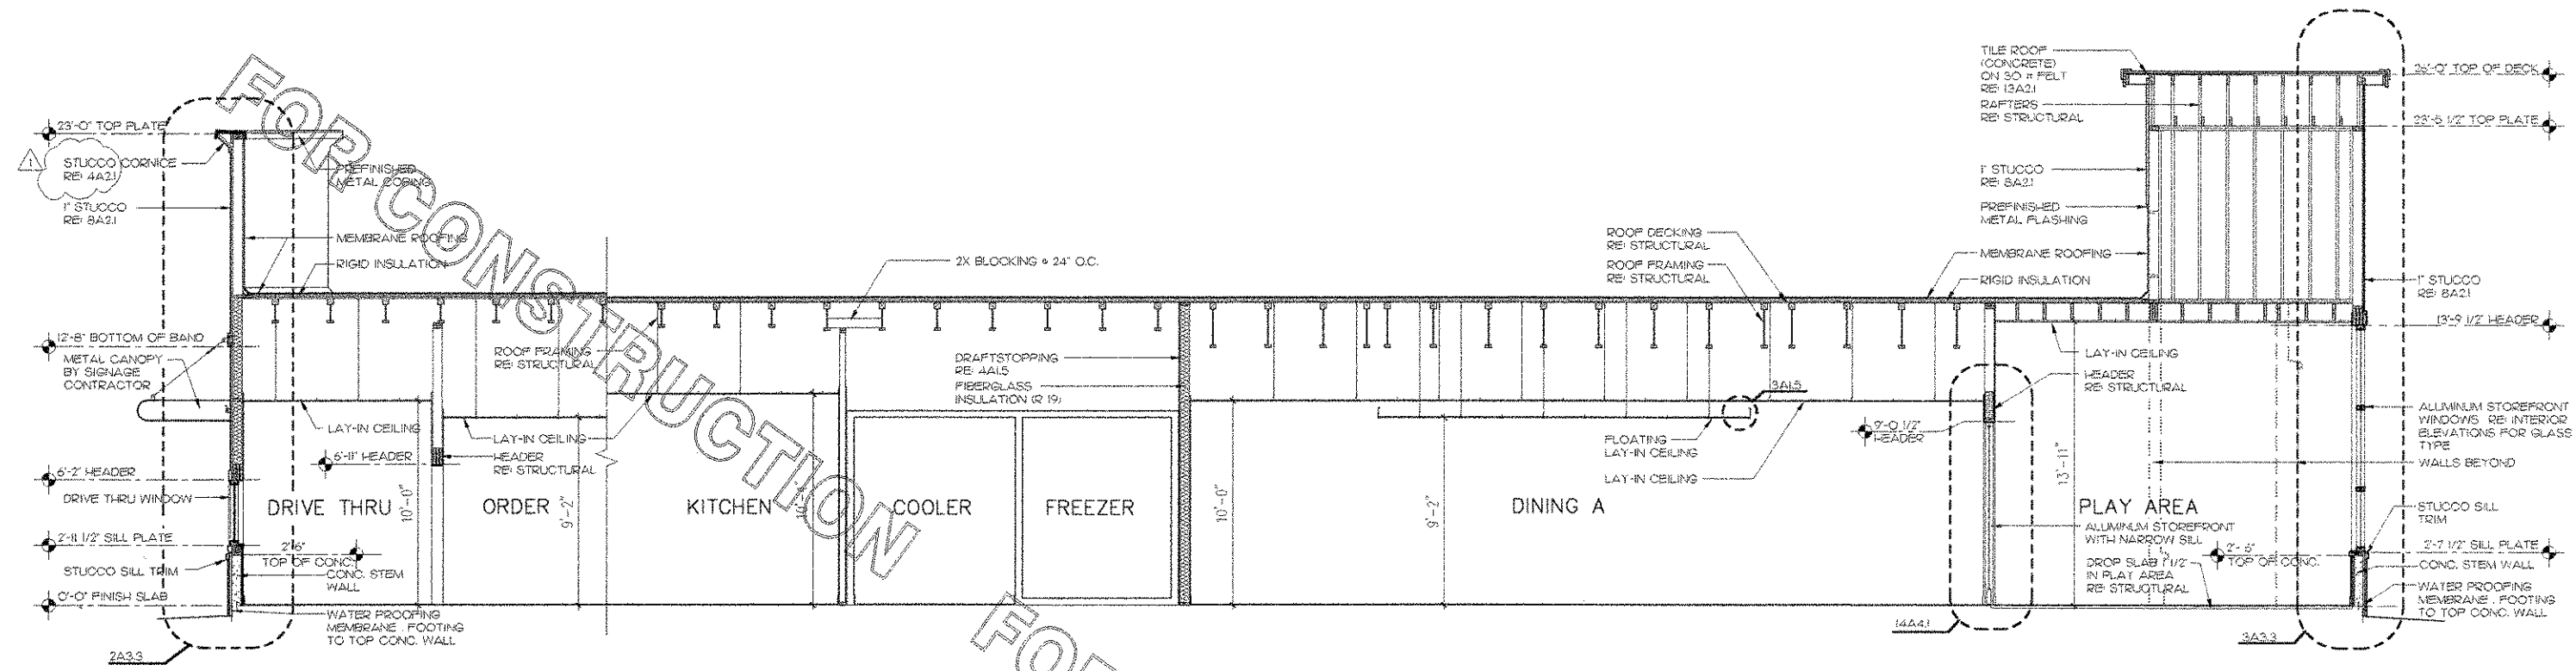 23'-0" TOP PLATE
1
STUCCO CORNICE
RE: 4A2.1
1" STUCCO
RE: 8A2.1
12'-8" BOTTOM OF BAND
METAL CANOPY
BY SIGNAGE
CONTRACTOR
6'-2" HEADER
DRIVE THRU WINDOW
2'-11 1/2" SILL PLATE
STUCCO SILL TRIM
0'-0" FINISH SLAB
2A3.3
FOR CONSTRUCTION
PREFINISHED
METAL COPING
MEMBRANE ROOFING
RIGID INSULATION
ROOF FRAMING
RE: STRUCTURAL
LAY-IN CEILING
LAY-IN CEILING
6'-11" HEADER
HEADER
RE: STRUCTURAL
DRIVE THRU
10'-0"
ORDER
9'-2"
KITCHEN
COOLER
FREEZER
2'-6"
TOP OF CONC.
CONC. STEM
WALL
WATER PROOFING
MEMBRANE . FOOTING
TO TOP CONC. WALL
2X BLOCKING @ 24" O.C.
DRAFTSTOPPING
RE: 4A1.5
FIBERGLASS
INSULATION (R 19)
FOR
10'-0"
9'-2"
DINING A
ROOF DECKING
RE: STRUCTURAL
ROOF FRAMING
RE: STRUCTURAL
3A1.5
FLOATING
LAY-IN CEILING
LAY-IN CEILING
9'-0 1/2"
HEADER
14A4.1
TILE ROOF
(CONCRETE)
ON 30 # FELT
RE: 13A2.1
RAFTERS
RE: STRUCTURAL
1" STUCCO
RE: 8A2.1
PREFINISHED
METAL FLASHING
MEMBRANE ROOFING
RIGID INSULATION
LAY-IN CEILING
HEADER
RE: STRUCTURAL
13'-11"
PLAY AREA
ALUMINUM STOREFRONT
WITH NARROW SILL
2'-6"
TOP OF CONC.
DROP SLAB 1 1/2"
IN PLAY AREA
RE: STRUCTURAL
3A3.3
26'-0" TOP OF DECK
23'-5 1/2" TOP PLATE
1" STUCCO
RE: 8A2.1
13'-9 1/2" HEADER
ALUMINUM STOREFRONT
WINDOWS RE: INTERIOR
ELEVATIONS FOR GLASS
TYPE
WALLS BEYOND
STUCCO SILL
TRIM
2'-7 1/2" SILL PLATE
CONC. STEM WALL
WATER PROOFING
MEMBRANE . FOOTING
TO TOP CONC. WALL